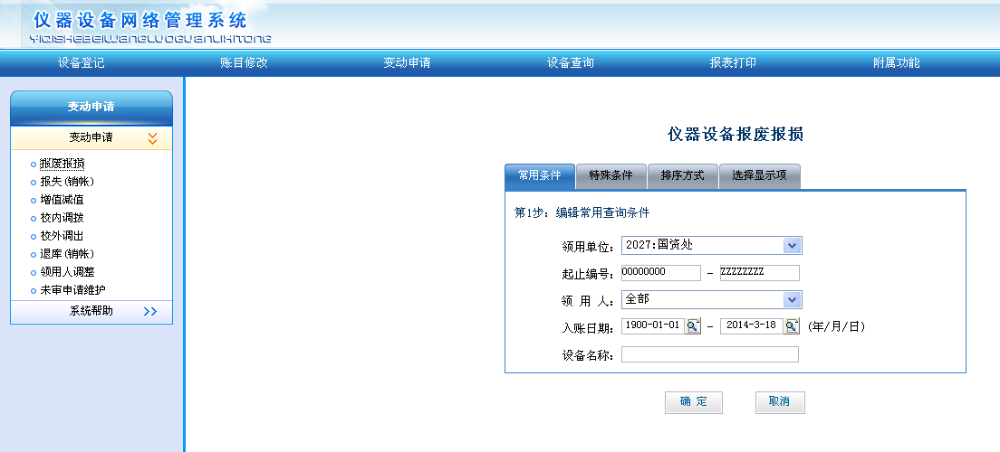 仪器设备网络管理系统
YIQISHEBEIWANGLUOGUANLIXITONG
设备登记 账目修改 变动申请 设备查询 报表打印 附属功能
变动申请
变动申请
报废报损
报失(销帐)
增值减值
校内调拨
校外调出
退库(销帐)
领用人调整
未审申请维护
系统帮助
仪器设备报废报损
常用条件 特殊条件 排序方式 选择显示项
第1步：编辑常用查询条件
领用单位： 2027:国资处
起止编号： 00000000 - ZZZZZZZZ
领 用 人： 全部
入账日期： 1900-01-01 - 2014-3-18 (年/月/日)
设备名称：
确 定 取消